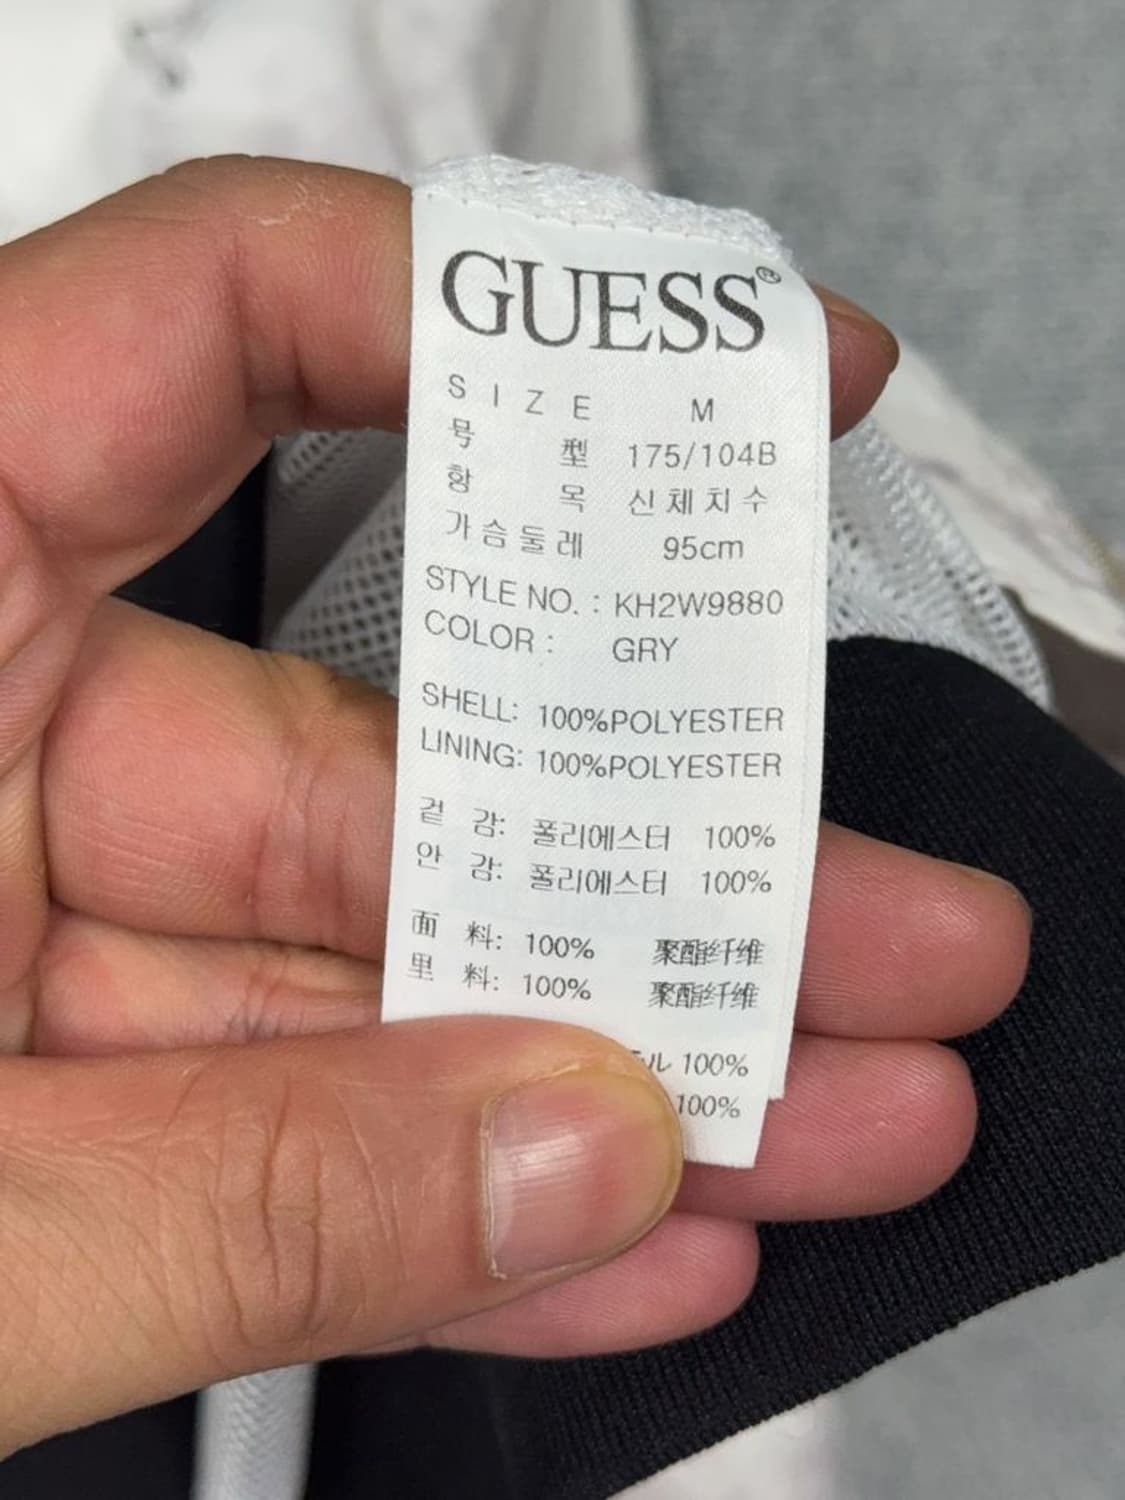 GUESS®
SIZE M
号型 175/104B
항목 신체치수
가슴둘레 95cm
STYLE NO. : KH2W9880
COLOR : GRY
SHELL: 100%POLYESTER
LINING: 100%POLYESTER
겉 감: 폴리에스터 100%
안 감: 폴리에스터 100%
面 料: 100% 聚酯纤维
里 料: 100% 聚酯纤维
ル 100%
100%